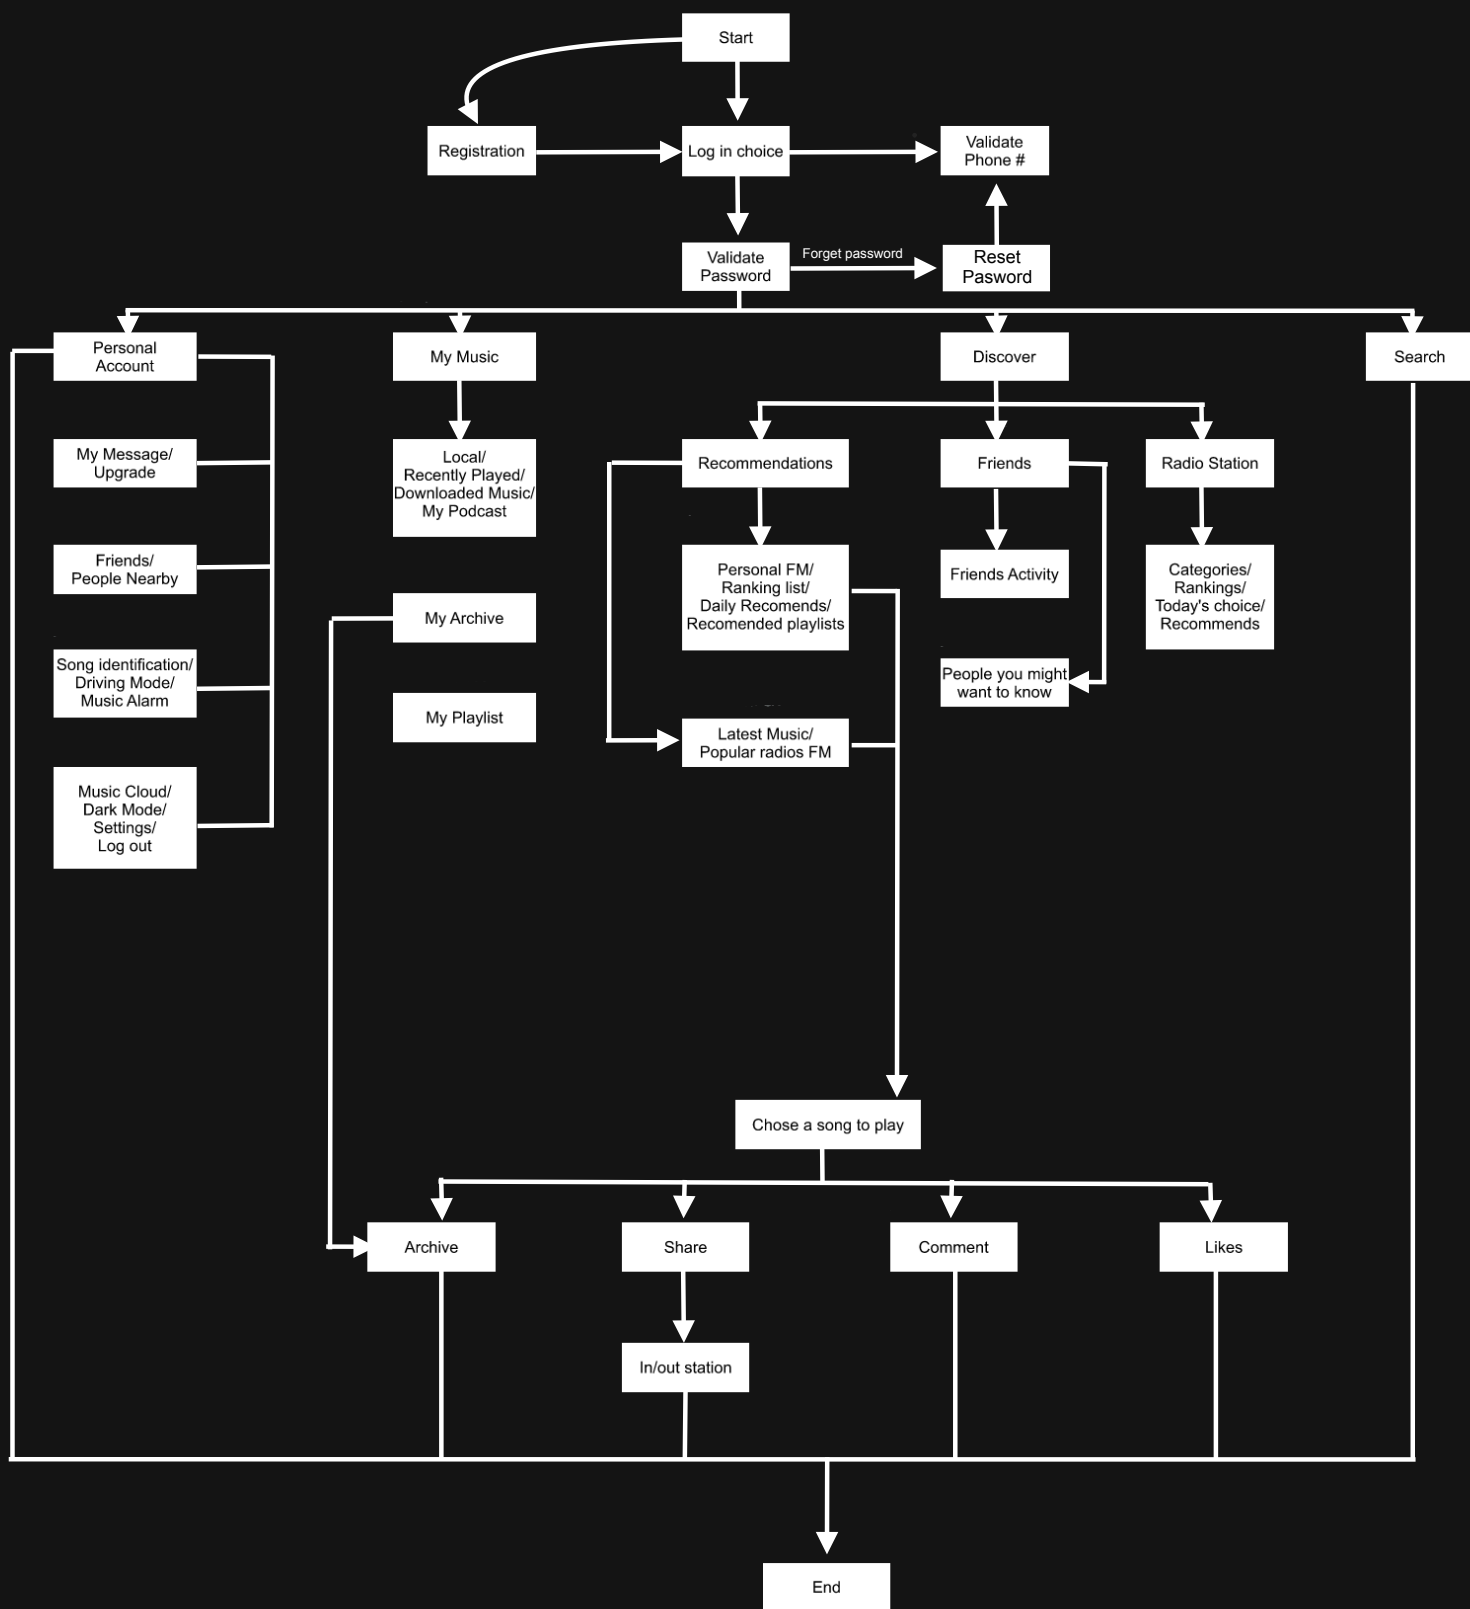 Start
Registration
Log in choice
Validate
Phone #
Validate
Password
Forget password
Reset
Pasword
Personal
Account
My Music
Discover
Search
My Message/
Upgrade
Local/
Recently Played/
Downloaded Music/
My Podcast
Recommendations
Friends
Radio Station
Friends/
People Nearby
Personal FM/
Ranking list/
Daily Recomends/
Recomended playlists
Friends Activity
Categories/
Rankings/
Today's choice/
Recommends
My Archive
Song identification/
Driving Mode/
Music Alarm
People you might
want to know
My Playlist
Latest Music/
Popular radios FM
Music Cloud/
Dark Mode/
Settings/
Log out
Chose a song to play
Archive
Share
Comment
Likes
In/out station
End